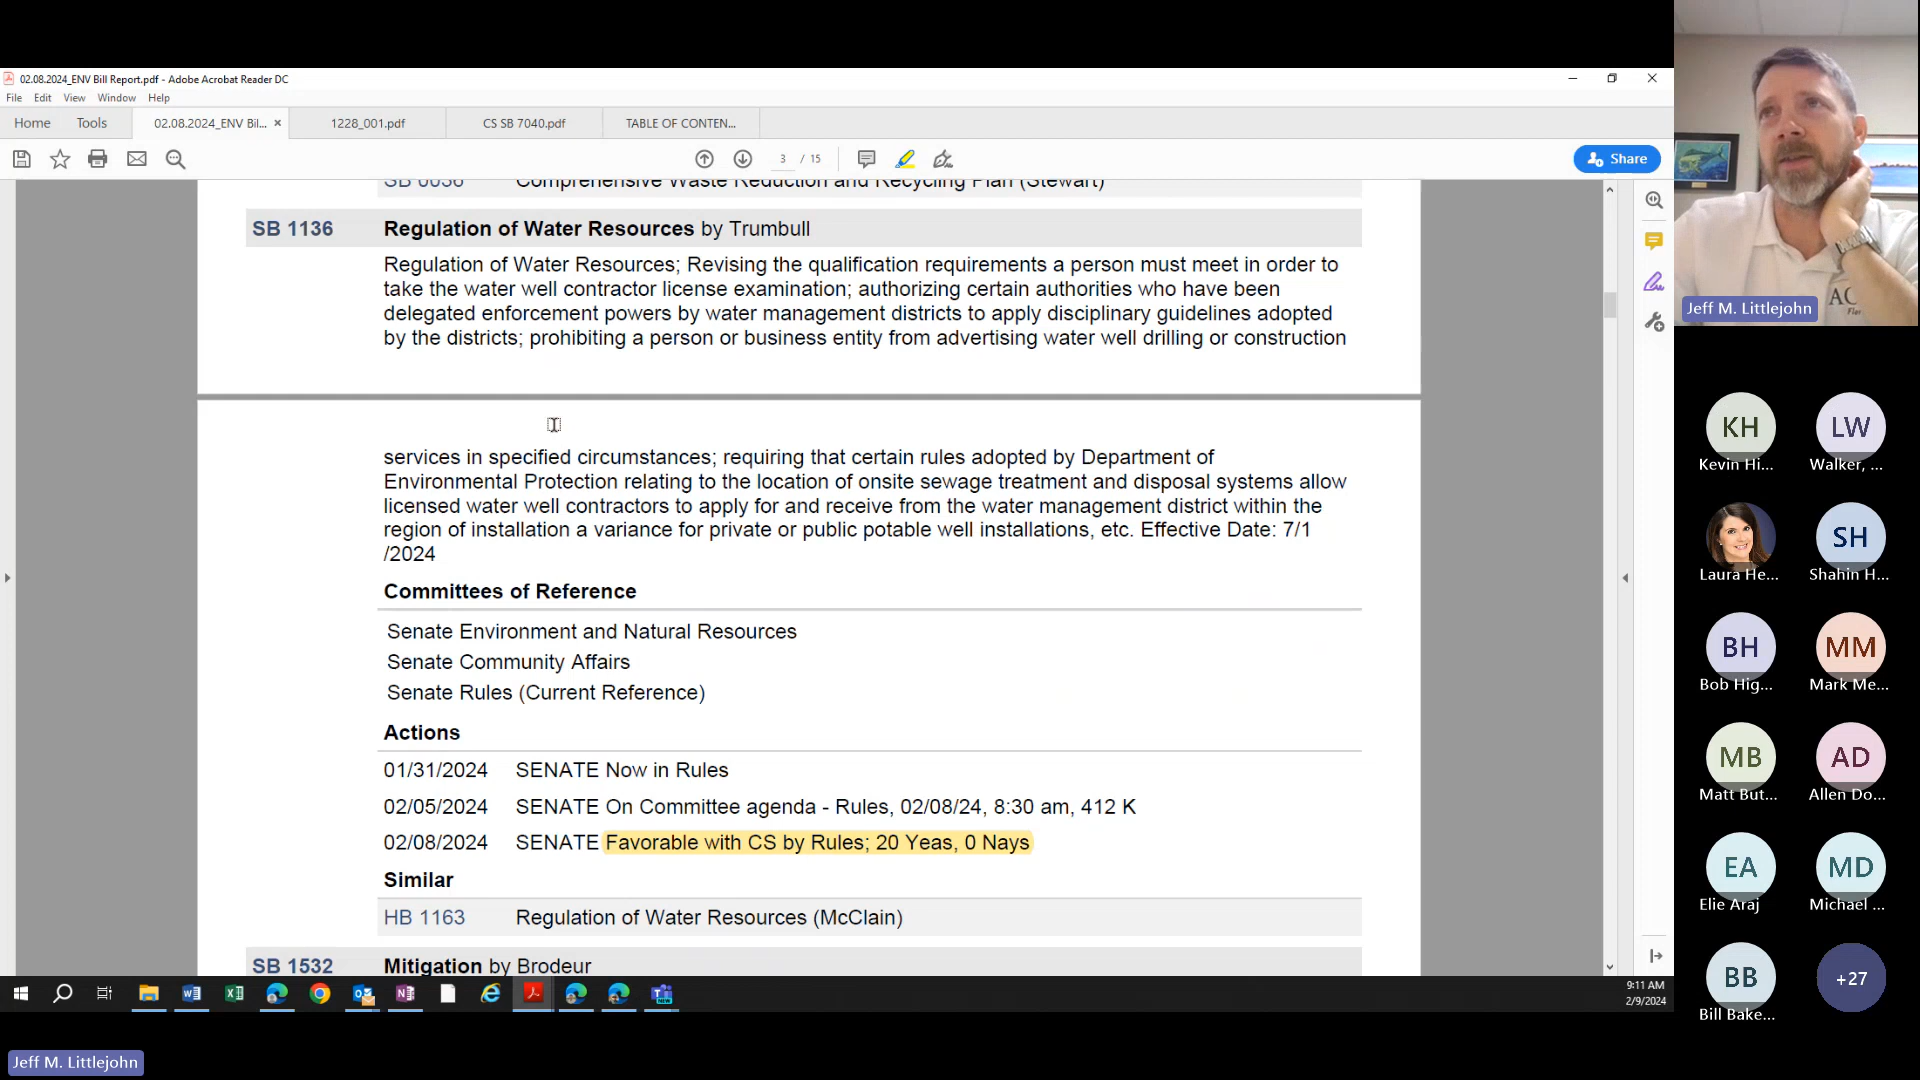 02.08.2024_ENV Bill Report.pdf - Adobe Acrobat Reader DC
File Edit View Window Help
Home Tools 02.08.2024_ENV Bil... × 1228_001.pdf CS SB 7040.pdf TABLE OF CONTEN...
3 / 15
Share
Comprehensive Waste Reduction and Recycling Plan (Stewart)
SB 1136 Regulation of Water Resources by Trumbull
Regulation of Water Resources; Revising the qualification requirements a person must meet in order to
take the water well contractor license examination; authorizing certain authorities who have been
delegated enforcement powers by water management districts to apply disciplinary guidelines adopted
by the districts; prohibiting a person or business entity from advertising water well drilling or construction
services in specified circumstances; requiring that certain rules adopted by Department of
Environmental Protection relating to the location of onsite sewage treatment and disposal systems allow
licensed water well contractors to apply for and receive from the water management district within the
region of installation a variance for private or public potable well installations, etc. Effective Date: 7/1
/2024
Committees of Reference
Senate Environment and Natural Resources
Senate Community Affairs
Senate Rules (Current Reference)
Actions
01/31/2024 SENATE Now in Rules
02/05/2024 SENATE On Committee agenda - Rules, 02/08/24, 8:30 am, 412 K
02/08/2024 SENATE Favorable with CS by Rules; 20 Yeas, 0 Nays
Similar
HB 1163 Regulation of Water Resources (McClain)
SB 1532 Mitigation by Brodeur
9:11 AM
2/9/2024
Jeff M. Littlejohn
Jeff M. Littlejohn
KH LW
Kevin Hi... Walker, ...
SH
Laura He... Shahin H...
BH MM
Bob Hig... Mark Me...
MB AD
Matt But... Allen Do...
EA MD
Elie Araj Michael ...
BB +27
Bill Bake...